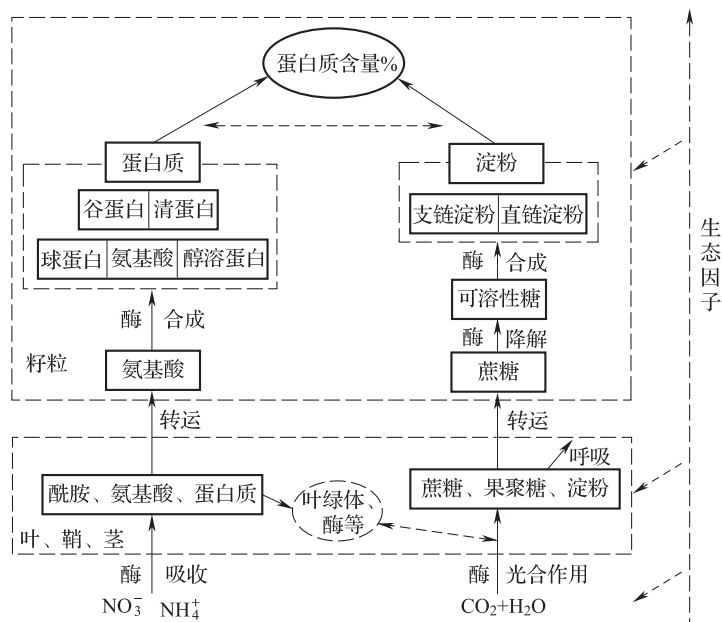 蛋白质含量%
蛋白质
淀粉
谷蛋白 清蛋白
支链淀粉 直链淀粉
球蛋白 氨基酸 醇溶蛋白
酶 合成
可溶性糖
酶 合成
酶 降解
籽粒
氨基酸
蔗糖
转运
转运
呼吸
酰胺、氨基酸、蛋白质
叶绿体、
酶等
蔗糖、果聚糖、淀粉
叶、鞘、茎
酶 吸收
酶 光合作用
NO₃⁻ NH₄⁺
CO₂+H₂O
生态因子